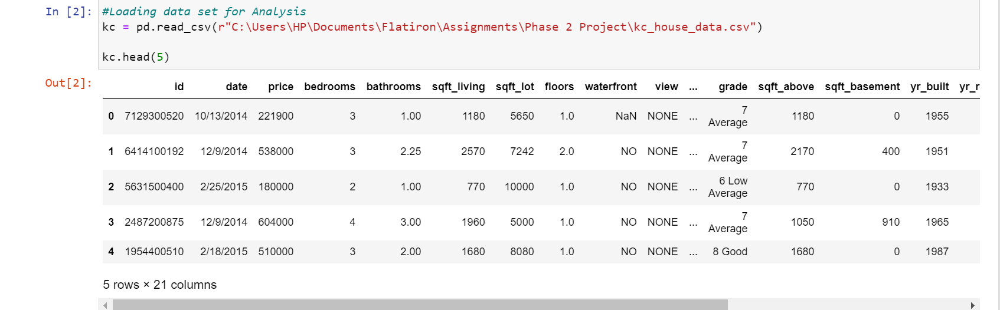 In [2]: #Loading data set for Analysis
kc = pd.read_csv(r"C:\Users\HP\Documents\Flatiron\Assignments\Phase 2 Project\kc_house_data.csv")
kc.head(5)
Out[2]:
id date price bedrooms bathrooms sqft_living sqft_lot floors waterfront view ... grade sqft_above sqft_basement yr_built yr_r
0 7129300520 10/13/2014 221900 3 1.00 1180 5650 1.0 NaN NONE ... 7 Average 1180 0 1955
1 6414100192 12/9/2014 538000 3 2.25 2570 7242 2.0 NO NONE ... 7 Average 2170 400 1951
2 5631500400 2/25/2015 180000 2 1.00 770 10000 1.0 NO NONE ... 6 Low Average 770 0 1933
3 2487200875 12/9/2014 604000 4 3.00 1960 5000 1.0 NO NONE ... 7 Average 1050 910 1965
4 1954400510 2/18/2015 510000 3 2.00 1680 8080 1.0 NO NONE ... 8 Good 1680 0 1987
5 rows × 21 columns